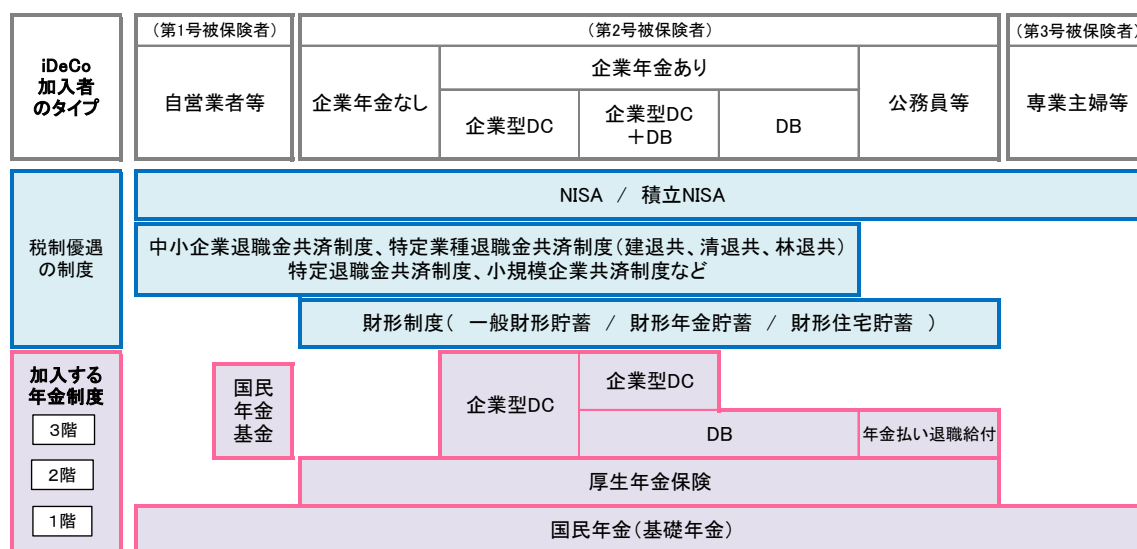 iDeCo
加入者
のタイプ
（第1号被保険者）
（第2号被保険者）
（第3号被保険者）
自営業者等
企業年金なし
企業年金あり
企業型DC
企業型DC
＋DB
DB
公務員等
専業主婦等
税制優遇
の制度
NISA / 積立NISA
中小企業退職金共済制度、特定業種退職金共済制度（建退共、清退共、林退共）
特定退職金共済制度、小規模企業共済制度など
財形制度（ 一般財形貯蓄 / 財形年金貯蓄 / 財形住宅貯蓄 ）
加入する
年金制度
3階
2階
1階
国民
年金
基金
企業型DC
企業型DC
DB
年金払い退職給付
厚生年金保険
国民年金（基礎年金）